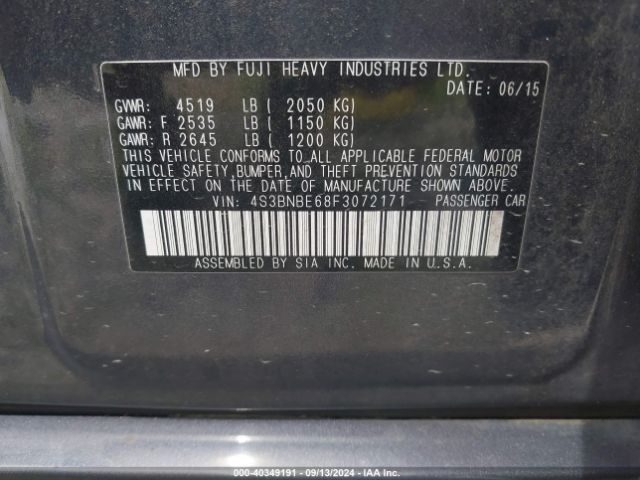 MFD BY FUJI HEAVY INDUSTRIES LTD.
DATE: 06/15
GVWR: 4519 LB ( 2050 KG)
GAWR: F 2535 LB ( 1150 KG)
GAWR: R 2645 LB ( 1200 KG)
THIS VEHICLE CONFORMS TO ALL APPLICABLE FEDERAL MOTOR
VEHICLE SAFETY,BUMPER,AND THEFT PREVENTION STANDARDS
IN EFFECT ON THE DATE OF MANUFACTURE SHOWN ABOVE.
VIN: 4S3BNBE68F3072171 PASSENGER CAR
ASSEMBLED BY SIA INC. MADE IN U.S.A.
000-40349191 - 09/13/2024 - IAA Inc.